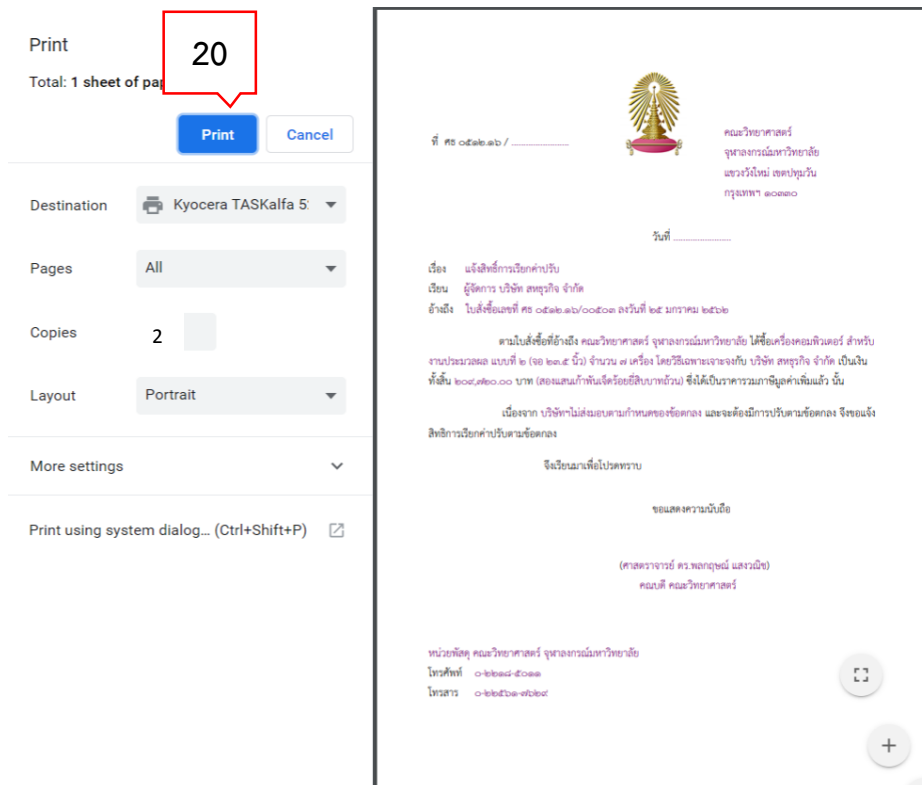 Print
20
Total: 1 sheet of pap
Print
Cancel
Destination
Kyocera TASKalfa 5:
Pages
All
Copies
2
Layout
Portrait
More settings
Print using system dialog... (Ctrl+Shift+P)
ที่ ศธ ๐๕๑๒.๑๖ / ........................
คณะวิทยาศาสตร์
จุฬาลงกรณ์มหาวิทยาลัย
แขวงวังใหม่ เขตปทุมวัน
กรุงเทพฯ ๑๐๓๓๐
วันที่ ........................
เรื่อง แจ้งสิทธิ์การเรียกค่าปรับ
เรียน ผู้จัดการ บริษัท สหธุรกิจ จำกัด
อ้างถึง ใบสั่งซื้อเลขที่ ศธ ๐๕๑๒.๑๖/๐๐๕๐๓ ลงวันที่ ๒๕ มกราคม ๒๕๖๒
ตามใบสั่งซื้อที่อ้างถึง คณะวิทยาศาสตร์ จุฬาลงกรณ์มหาวิทยาลัย ได้ซื้อเครื่องคอมพิวเตอร์ สำหรับ
งานประมวลผล แบบที่ ๒ (จอ ๒๓.๕ นิ้ว) จำนวน ๗ เครื่อง โดยวิธีเฉพาะเจาะจงกับ บริษัท สหธุรกิจ จำกัด เป็นเงิน
ทั้งสิ้น ๒๐๙,๗๒๐.๐๐ บาท (สองแสนเก้าพันเจ็ดร้อยยี่สิบบาทถ้วน) ซึ่งได้เป็นราคารวมภาษีมูลค่าเพิ่มแล้ว นั้น
เนื่องจาก บริษัทฯไม่ส่งมอบตามกำหนดของข้อตกลง และจะต้องมีการปรับตามข้อตกลง จึงขอแจ้ง
สิทธิการเรียกค่าปรับตามข้อตกลง
จึงเรียนมาเพื่อโปรดทราบ
ขอแสดงความนับถือ
(ศาสตราจารย์ ดร.พลกฤษณ์ แสงวณิช)
คณบดี คณะวิทยาศาสตร์
หน่วยพัสดุ คณะวิทยาศาสตร์ จุฬาลงกรณ์มหาวิทยาลัย
โทรศัพท์ ๐-๒๒๑๘-๕๐๑๑
โทรสาร ๐-๒๒๕๖๑-๗๖๒๙